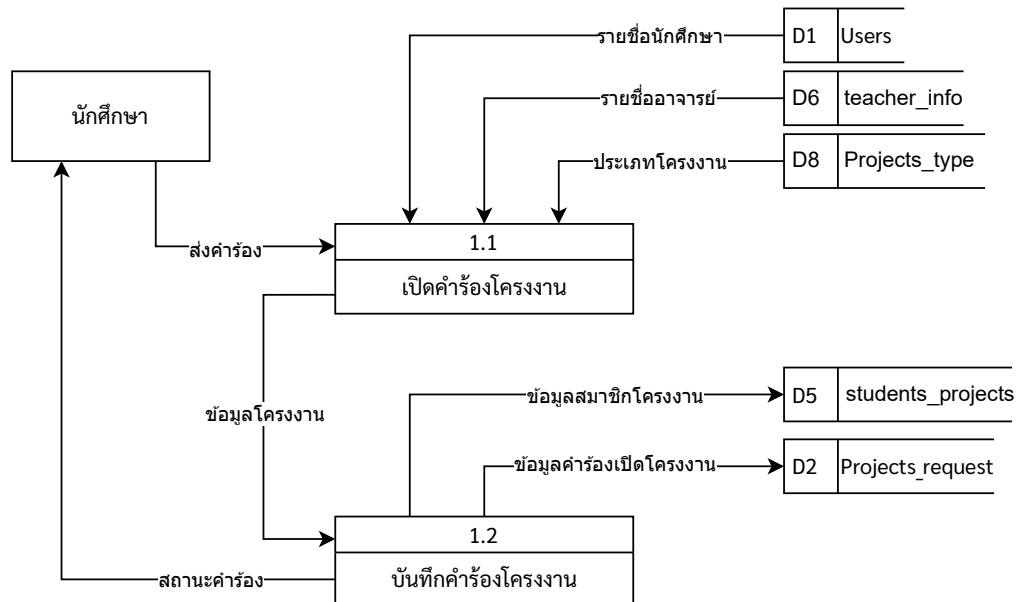 รายชื่อนักศึกษา
D1 Users
นักศึกษา
รายชื่ออาจารย์
D6 teacher_info
ประเภทโครงงาน
D8 Projects_type
ส่งคำร้อง
1.1
เปิดคำร้องโครงงาน
ข้อมูลโครงงาน
ข้อมูลสมาชิกโครงงาน
D5 students_projects
ข้อมูลคำร้องเปิดโครงงาน
D2 Projects_request
1.2
สถานะคำร้อง
บันทึกคำร้องโครงงาน